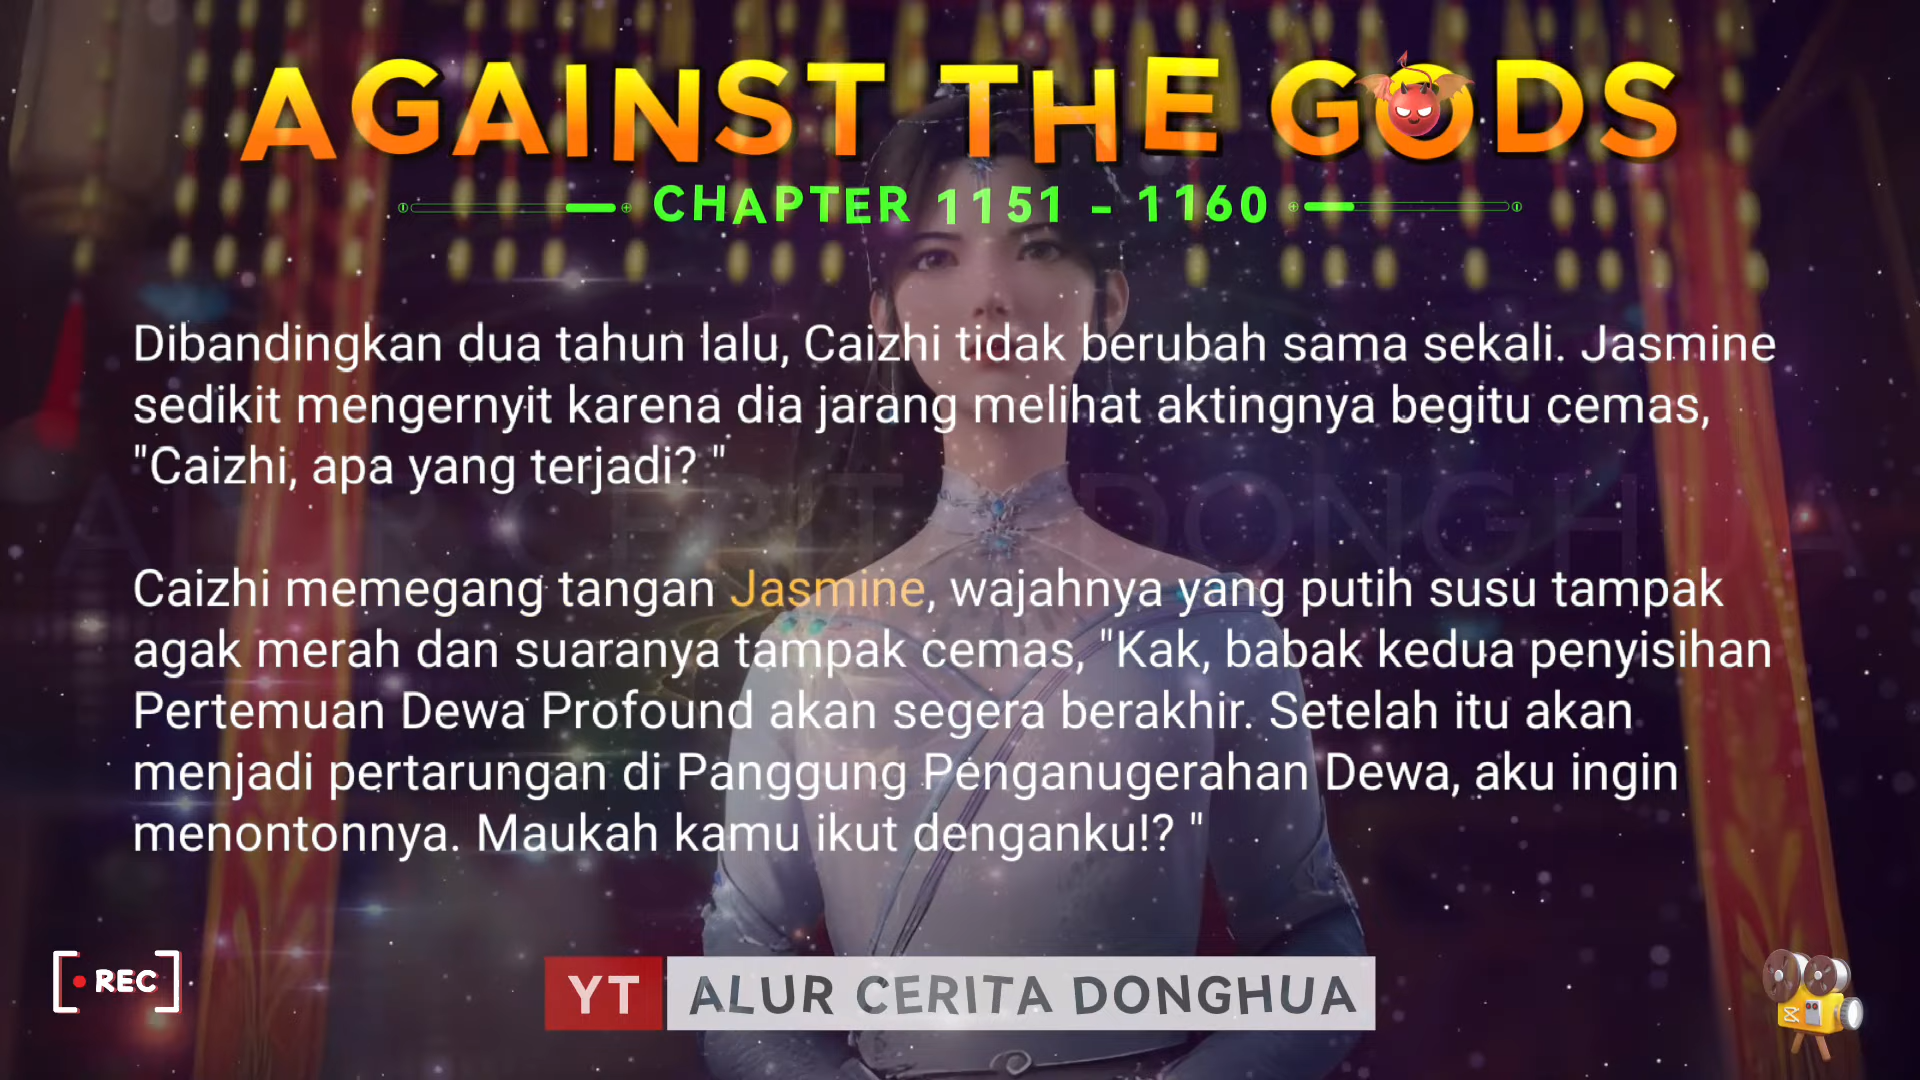 AGAINST THE GODS
CHAPTER 1151 - 1160
Dibandingkan dua tahun lalu, Caizhi tidak berubah sama sekali. Jasmine
sedikit mengernyit karena dia jarang melihat aktingnya begitu cemas,
"Caizhi, apa yang terjadi? "
Caizhi memegang tangan Jasmine, wajahnya yang putih susu tampak
agak merah dan suaranya tampak cemas, "Kak, babak kedua penyisihan
Pertemuan Dewa Profound akan segera berakhir. Setelah itu akan
menjadi pertarungan di Panggung Penganugerahan Dewa, aku ingin
menontonnya. Maukah kamu ikut denganku!? "
ALUR CERITA DONGHUA
REC
YT ALUR CERITA DONGHUA